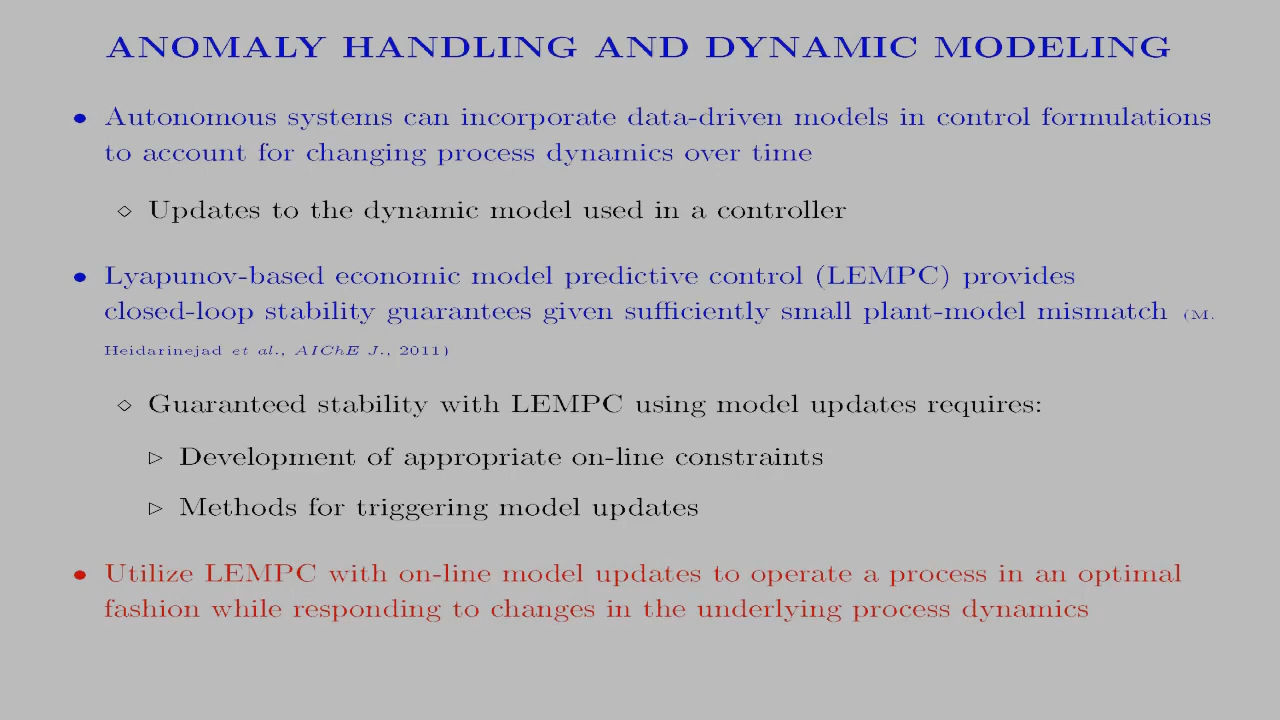 ANOMALY HANDLING AND DYNAMIC MODELING
• Autonomous systems can incorporate data-driven models in control formulations
to account for changing process dynamics over time
⋄ Updates to the dynamic model used in a controller
• Lyapunov-based economic model predictive control (LEMPC) provides
closed-loop stability guarantees given sufficiently small plant-model mismatch (M.
Heidarinejad et al., AIChE J., 2011)
⋄ Guaranteed stability with LEMPC using model updates requires:
▷ Development of appropriate on-line constraints
▷ Methods for triggering model updates
• Utilize LEMPC with on-line model updates to operate a process in an optimal
fashion while responding to changes in the underlying process dynamics